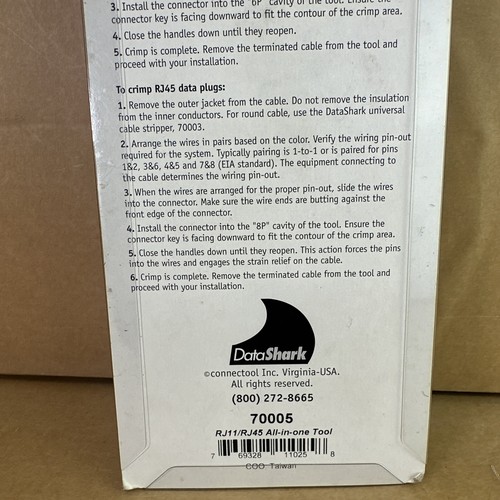 3. Install the connector into the "6P" cavity of the tool. Ensure the
connector key is facing downward to fit the contour of the crimp area.
4. Close the handles down until they reopen.
5. Crimp is complete. Remove the terminated cable from the tool and
proceed with your installation.
To crimp RJ45 data plugs:
1. Remove the outer jacket from the cable. Do not remove the insulation
from the inner conductors. For round cable, use the DataShark universal
cable stripper, 70003.
2. Arrange the wires in pairs based on the color. Verify the wiring pin-out
required for the system. Typically pairing is 1-to-1 or is paired for pins
1&2, 3&6, 4&5 and 7&8 (EIA standard). The equipment connecting to
the cable determines the wiring pin-out.
3. When the wires are arranged for the proper pin-out, slide the wires
into the connector. Make sure the wire ends are butting against the
front edge of the connector.
4. Install the connector into the "8P" cavity of the tool. Ensure the
connector key is facing downward to fit the contour of the crimp area.
5. Close the handles down until they reopen. This action forces the pins
into the wires and engages the strain relief on the cable.
6. Crimp is complete. Remove the terminated cable from the tool and
proceed with your installation.
DataShark
©connectool Inc. Virginia-USA.
All rights reserved.
(800) 272-8665
70005
RJ11/RJ45 All-in-one Tool
7 69328 11025 8
COO: Taiwan